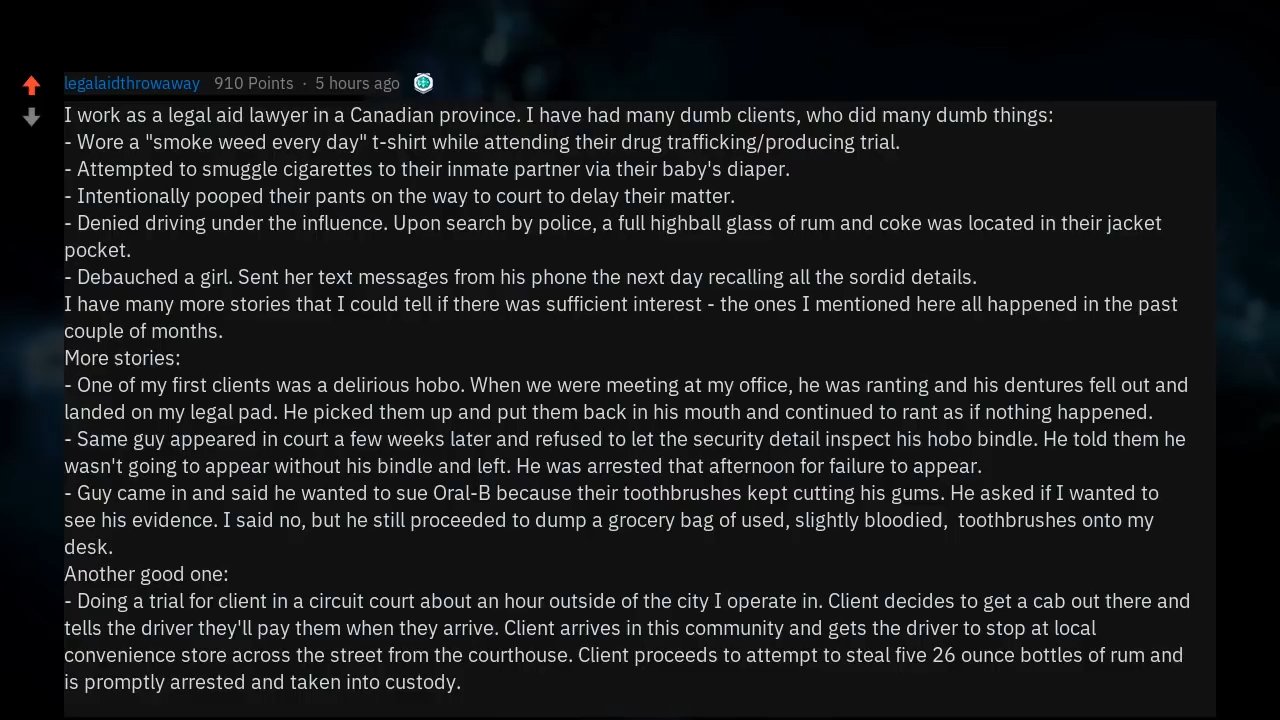 legalaidthrowaway 910 Points · 5 hours ago
I work as a legal aid lawyer in a Canadian province. I have had many dumb clients, who did many dumb things:
- Wore a "smoke weed every day" t-shirt while attending their drug trafficking/producing trial.
- Attempted to smuggle cigarettes to their inmate partner via their baby's diaper.
- Intentionally pooped their pants on the way to court to delay their matter.
- Denied driving under the influence. Upon search by police, a full highball glass of rum and coke was located in their jacket
pocket.
- Debauched a girl. Sent her text messages from his phone the next day recalling all the sordid details.
I have many more stories that I could tell if there was sufficient interest - the ones I mentioned here all happened in the past
couple of months.
More stories:
- One of my first clients was a delirious hobo. When we were meeting at my office, he was ranting and his dentures fell out and
landed on my legal pad. He picked them up and put them back in his mouth and continued to rant as if nothing happened.
- Same guy appeared in court a few weeks later and refused to let the security detail inspect his hobo bindle. He told them he
wasn't going to appear without his bindle and left. He was arrested that afternoon for failure to appear.
- Guy came in and said he wanted to sue Oral-B because their toothbrushes kept cutting his gums. He asked if I wanted to
see his evidence. I said no, but he still proceeded to dump a grocery bag of used, slightly bloodied,  toothbrushes onto my
desk.
Another good one:
- Doing a trial for client in a circuit court about an hour outside of the city I operate in. Client decides to get a cab out there and
tells the driver they'll pay them when they arrive. Client arrives in this community and gets the driver to stop at local
convenience store across the street from the courthouse. Client proceeds to attempt to steal five 26 ounce bottles of rum and
is promptly arrested and taken into custody.